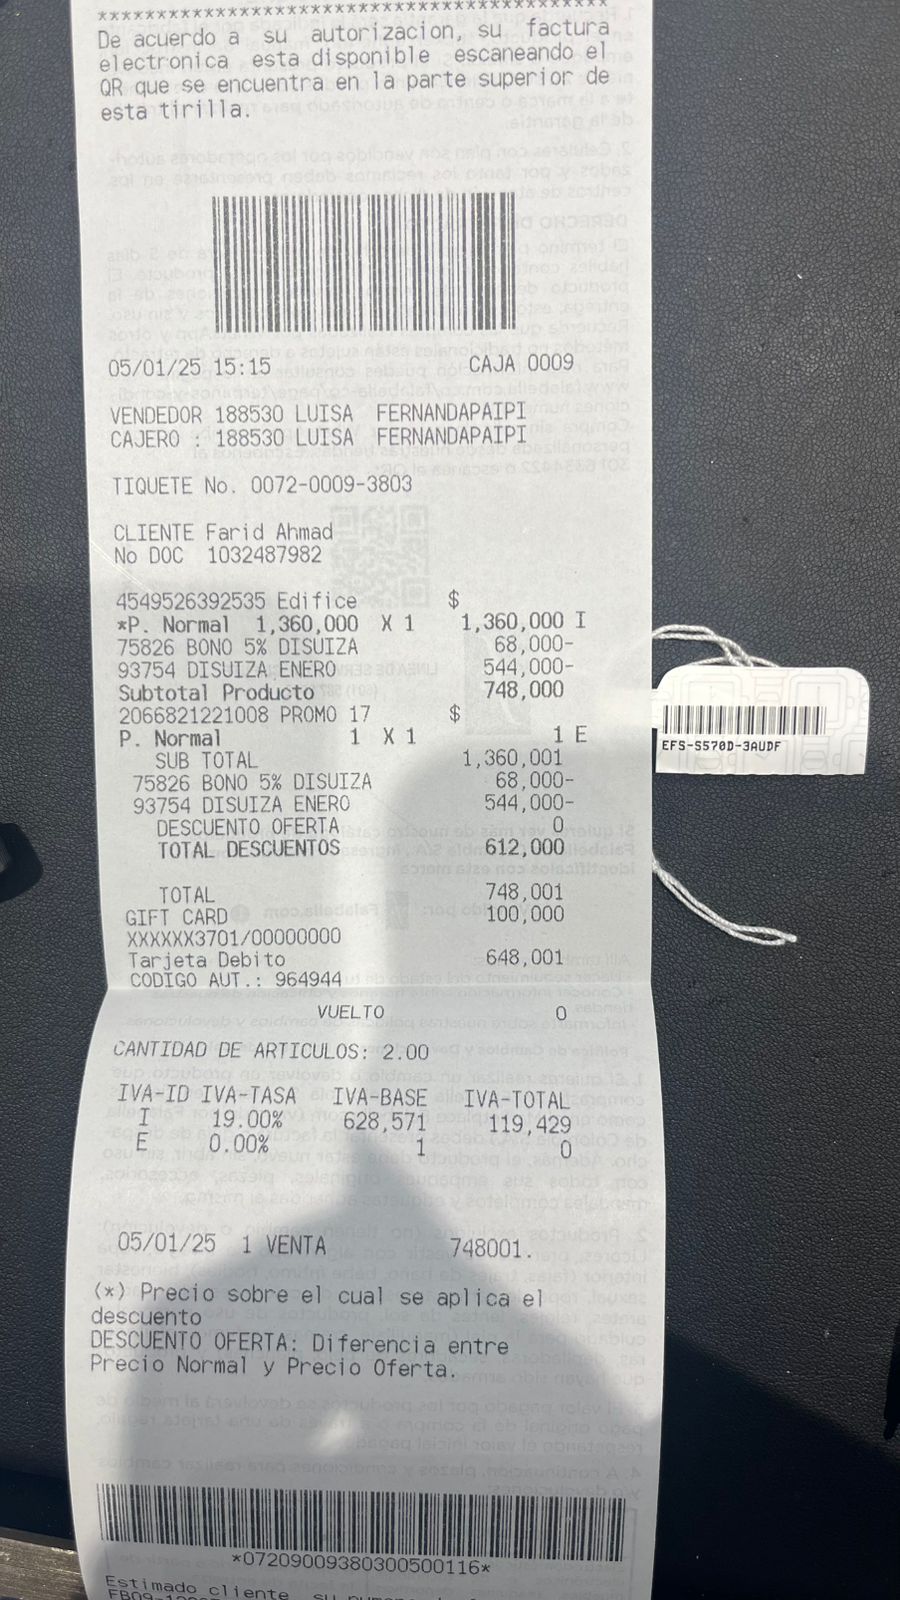 ****************************************
De acuerdo a su autorizacion, su factura
electronica esta disponible escaneando el
QR que se encuentra en la parte superior de
esta tirilla.
05/01/25 15:15 CAJA 0009
VENDEDOR 188530 LUISA FERNANDAPAIPI
CAJERO : 188530 LUISA FERNANDAPAIPI
TIQUETE No. 0072-0009-3803
CLIENTE Farid Ahmad
No DOC 1032487982
4549526392535 Edifice $
*P. Normal 1,360,000 X 1 1,360,000 I
75826 BONO 5% DISUIZA 68,000-
93754 DISUIZA ENERO 544,000-
Subtotal Producto 748,000
2066821221008 PROMO 17 $
P. Normal 1 X 1 1 E
SUB TOTAL 1,360,001
75826 BONO 5% DISUIZA 68,000-
93754 DISUIZA ENERO 544,000-
DESCUENTO OFERTA 0
TOTAL DESCUENTOS 612,000
TOTAL 748,001
GIFT CARD 100,000
XXXXXX3701/00000000
Tarjeta Debito 648,001
CODIGO AUT.: 964944
VUELTO 0
CANTIDAD DE ARTICULOS: 2.00
IVA-ID IVA-TASA IVA-BASE IVA-TOTAL
I 19.00% 628,571 119,429
E 0.00% 1 0
05/01/25 1 VENTA 748001.
(*) Precio sobre el cual se aplica el
descuento
DESCUENTO OFERTA: Diferencia entre
Precio Normal y Precio Oferta.
*07209009380300500116*
Estimado cliente su numero
EFS-S570D-3AUDF